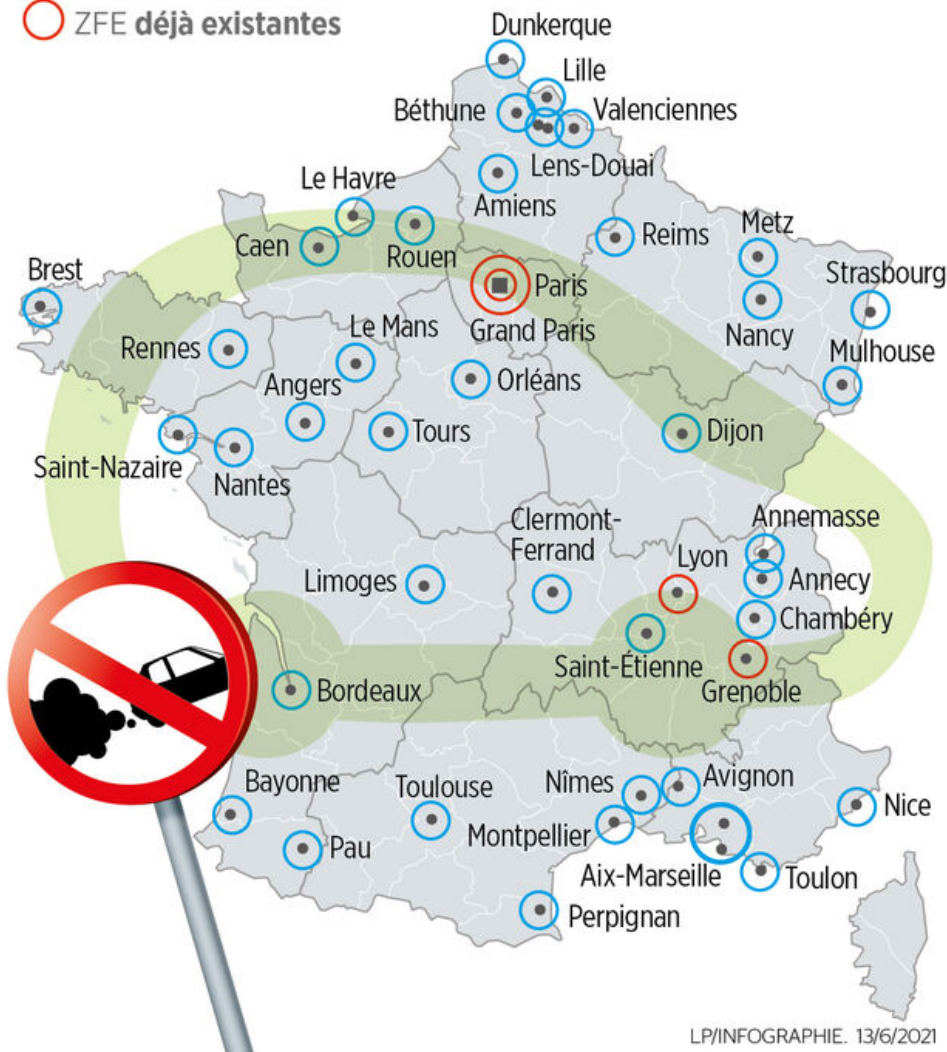 ZFE déjà existantes
Dunkerque
Lille
Béthune
Valenciennes
Lens-Douai
Amiens
Le Havre
Caen
Rouen
Reims
Metz
Strasbourg
Brest
Paris
Grand Paris
Nancy
Mulhouse
Rennes
Le Mans
Angers
Orléans
Tours
Dijon
Saint-Nazaire
Nantes
Clermont-
Ferrand
Lyon
Annemasse
Annecy
Limoges
Chambéry
Saint-Étienne
Grenoble
Bordeaux
Bayonne
Toulouse
Nîmes
Avignon
Nice
Pau
Montpellier
Aix-Marseille
Toulon
Perpignan
LP/INFOGRAPHIE. 13/6/2021